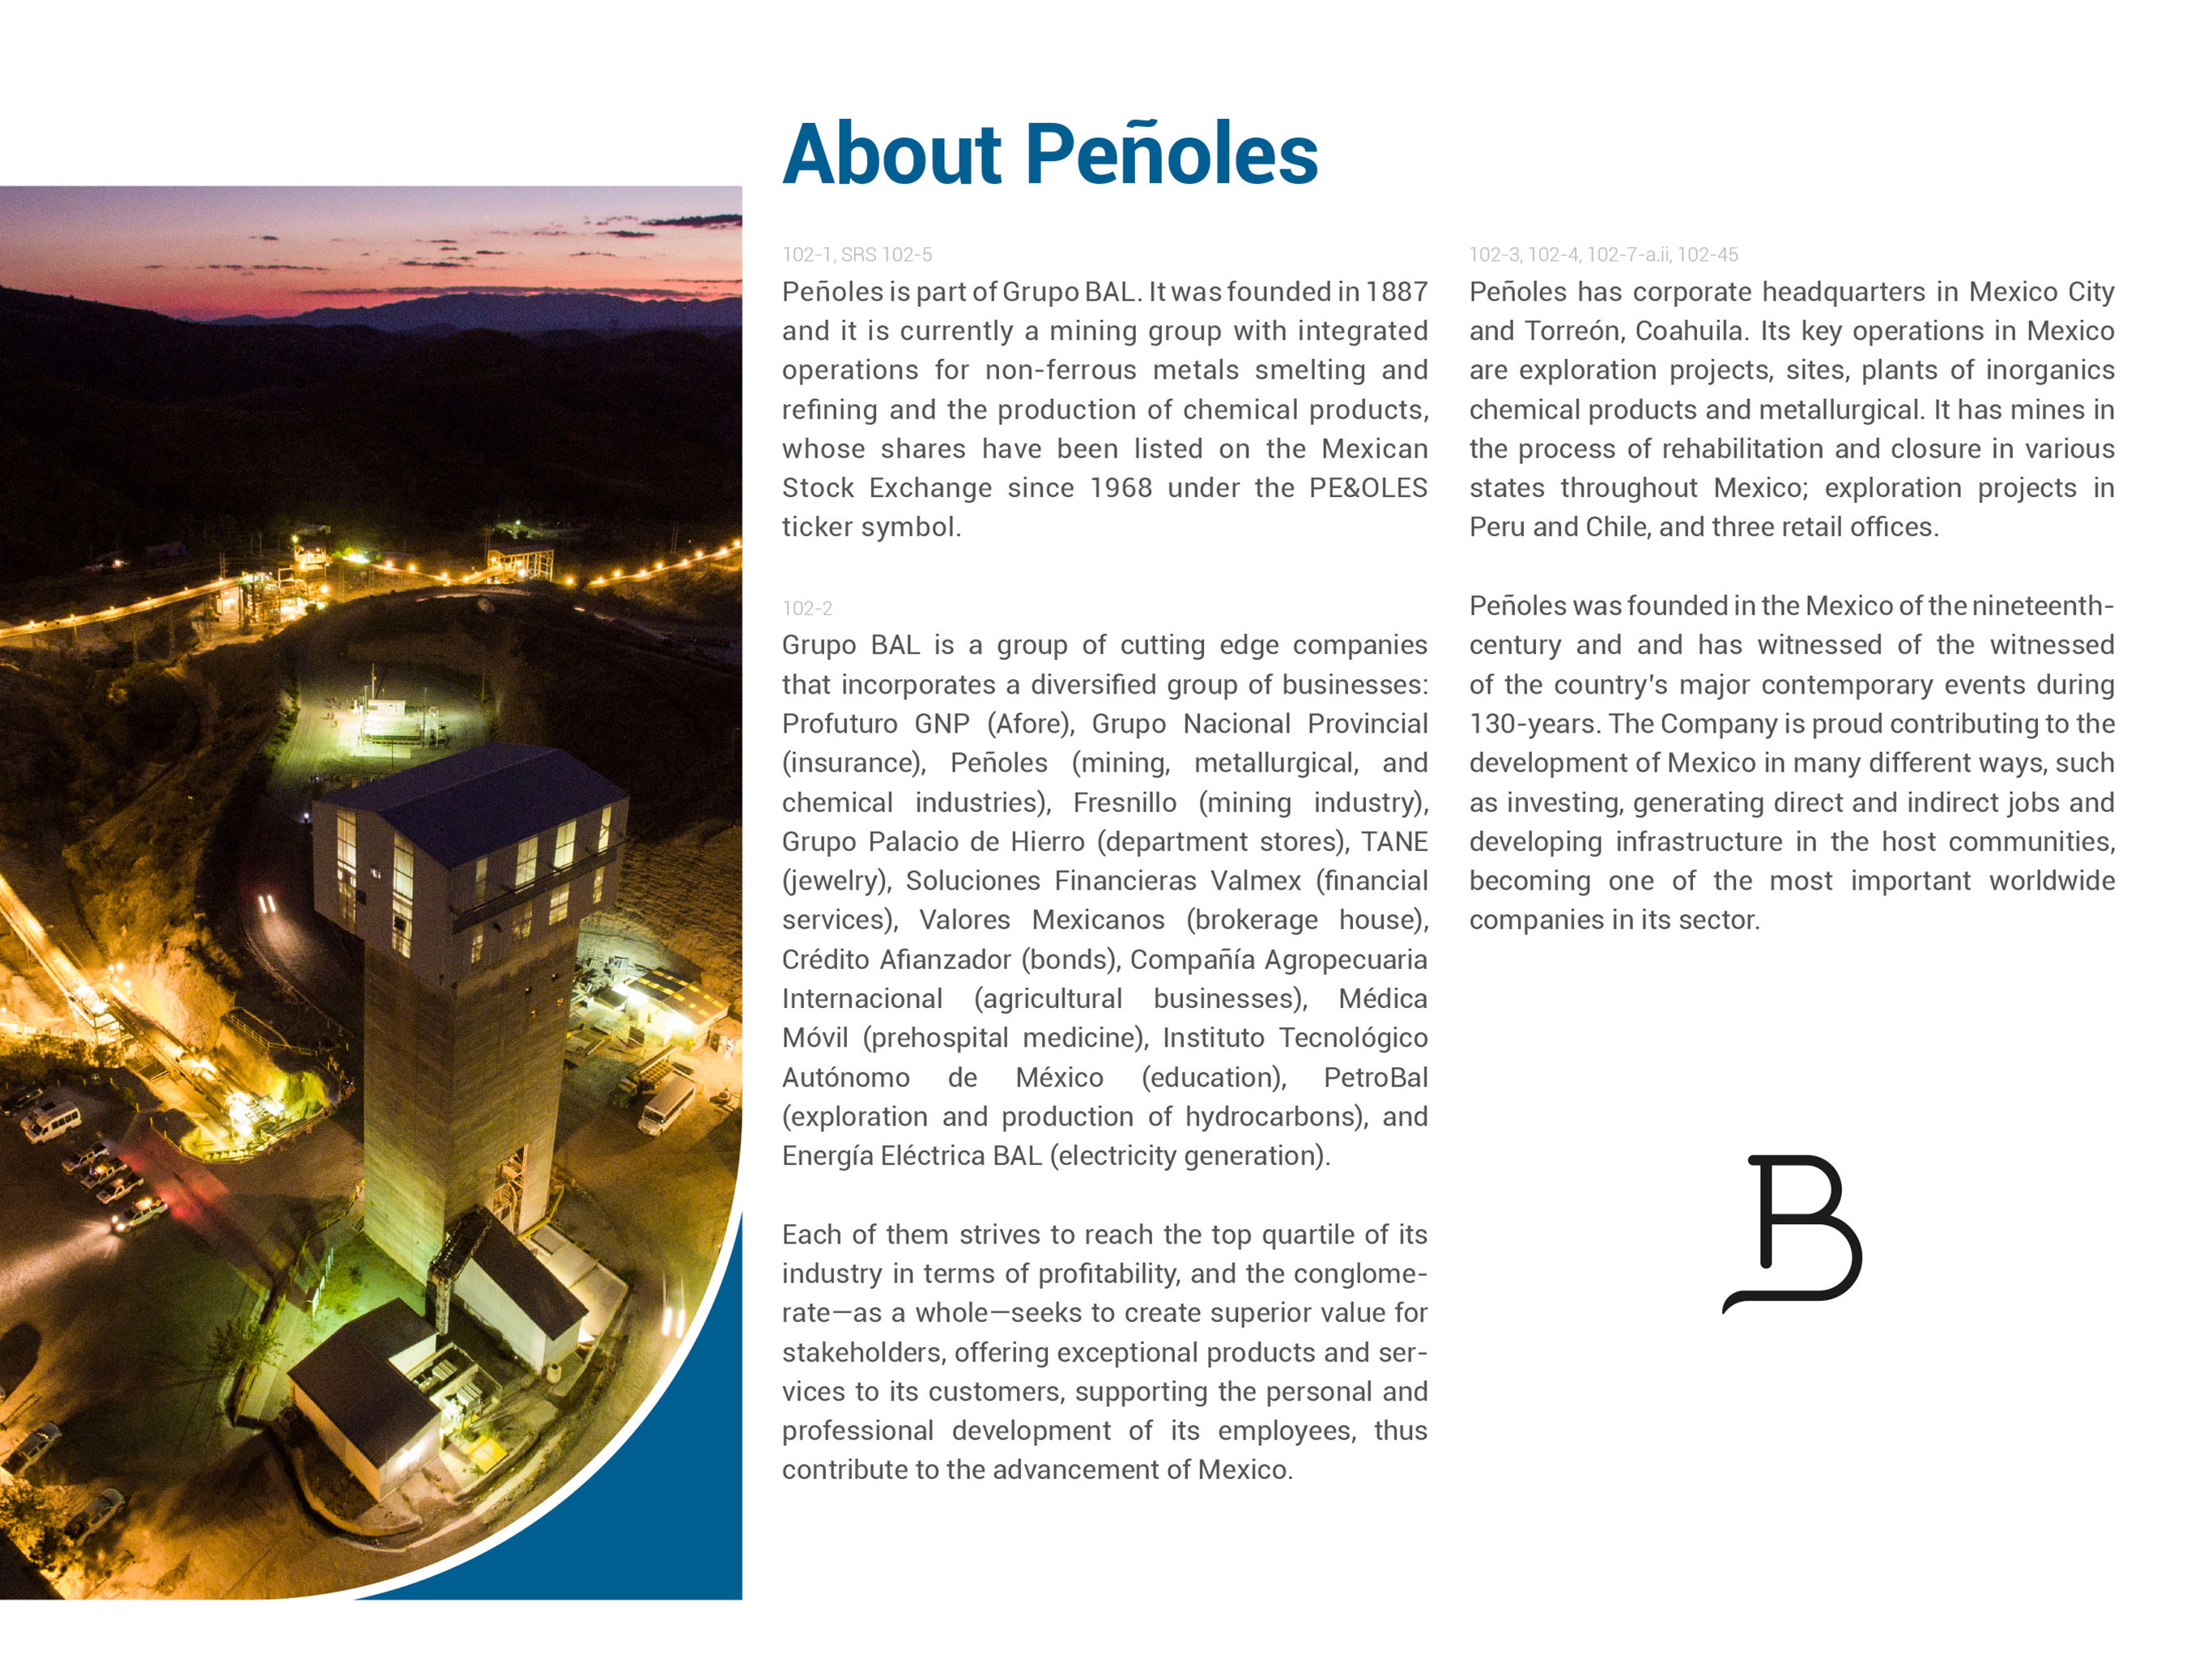 About Peñoles
102-1, SRS 102-5
Peñoles is part of Grupo BAL. It was founded in 1887
and it is currently a mining group with integrated
operations for non-ferrous metals smelting and
refining and the production of chemical products,
whose shares have been listed on the Mexican
Stock Exchange since 1968 under the PE&OLES
ticker symbol.
102-2
Grupo BAL is a group of cutting edge companies
that incorporates a diversified group of businesses:
Profuturo GNP (Afore), Grupo Nacional Provincial
(insurance), Peñoles (mining, metallurgical, and
chemical industries), Fresnillo (mining industry),
Grupo Palacio de Hierro (department stores), TANE
(jewelry), Soluciones Financieras Valmex (financial
services), Valores Mexicanos (brokerage house),
Crédito Afianzador (bonds), Compañía Agropecuaria
Internacional (agricultural businesses), Médica
Móvil (prehospital medicine), Instituto Tecnológico
Autónomo de México (education), PetroBal
(exploration and production of hydrocarbons), and
Energía Eléctrica BAL (electricity generation).
Each of them strives to reach the top quartile of its
industry in terms of profitability, and the conglome-
rate—as a whole—seeks to create superior value for
stakeholders, offering exceptional products and ser-
vices to its customers, supporting the personal and
professional development of its employees, thus
contribute to the advancement of Mexico.
102-3, 102-4, 102-7-a.ii, 102-45
Peñoles has corporate headquarters in Mexico City
and Torreón, Coahuila. Its key operations in Mexico
are exploration projects, sites, plants of inorganics
chemical products and metallurgical. It has mines in
the process of rehabilitation and closure in various
states throughout Mexico; exploration projects in
Peru and Chile, and three retail offices.
Peñoles was founded in the Mexico of the nineteenth-
century and and has witnessed of the witnessed
of the country's major contemporary events during
130-years. The Company is proud contributing to the
development of Mexico in many different ways, such
as investing, generating direct and indirect jobs and
developing infrastructure in the host communities,
becoming one of the most important worldwide
companies in its sector.
B